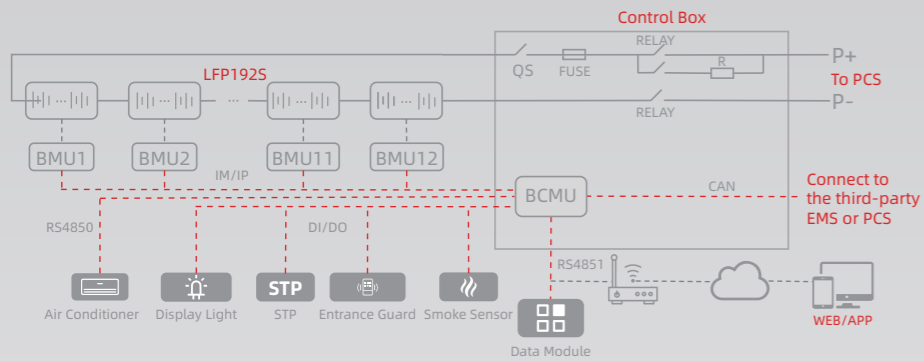 Control Box
RELAY
LFP192S
QS
FUSE
R
P+
To PCS
P-
RELAY
BMU1
BMU2
BMU11
BMU12
IM/IP
BCMU
CAN
Connect to
the third-party
EMS or PCS
RS4850
DI/DO
RS4851
STP
Air Conditioner
Display Light
STP
Entrance Guard
Smoke Sensor
WEB/APP
Data Module